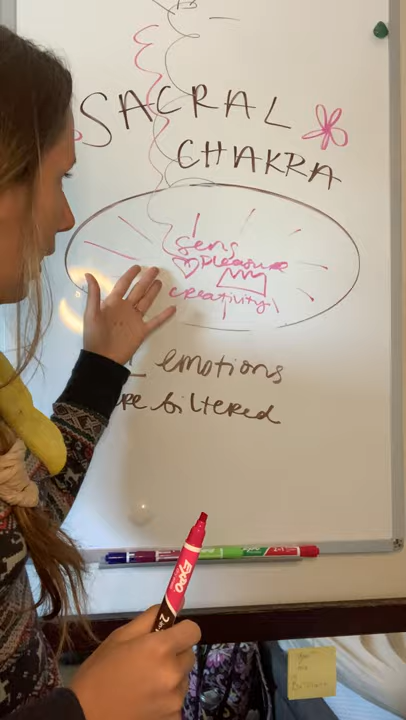 SACRAL
CHAKRA
Sens
pleasure
creativity
emotions
re filtered
EXPO